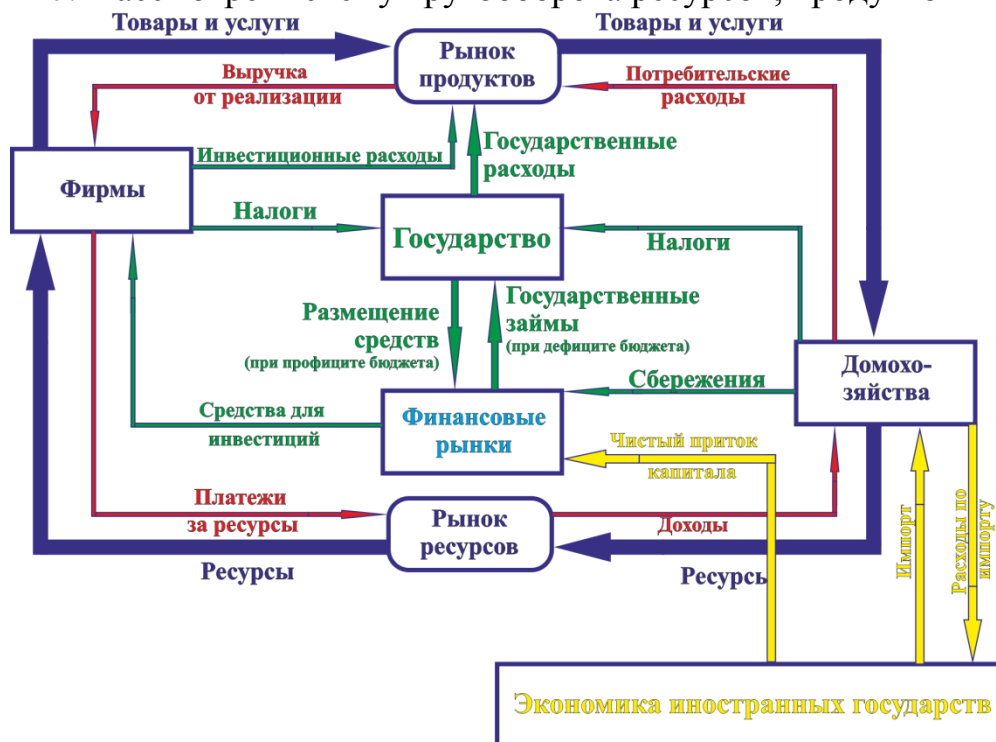 Товары и услуги
Товары и услуги
Рынок
продуктов
Выручка
от реализации
Потребительские
расходы
Инвестиционные расходы
Государственные
расходы
Фирмы
Налоги
Государство
Налоги
Размещение
средств
(при профиците бюджета)
Государственные
займы
(при дефиците бюджета)
Домохо-
зяйства
Сбережения
Средства для
инвестиций
Финансовые
рынки
Чистый приток
капитала
Платежи
за ресурсы
Рынок
ресурсов
Доходы
Ресурсы
Ресурсы
Импорт
Расходы по
импорту
Экономика иностранных государств